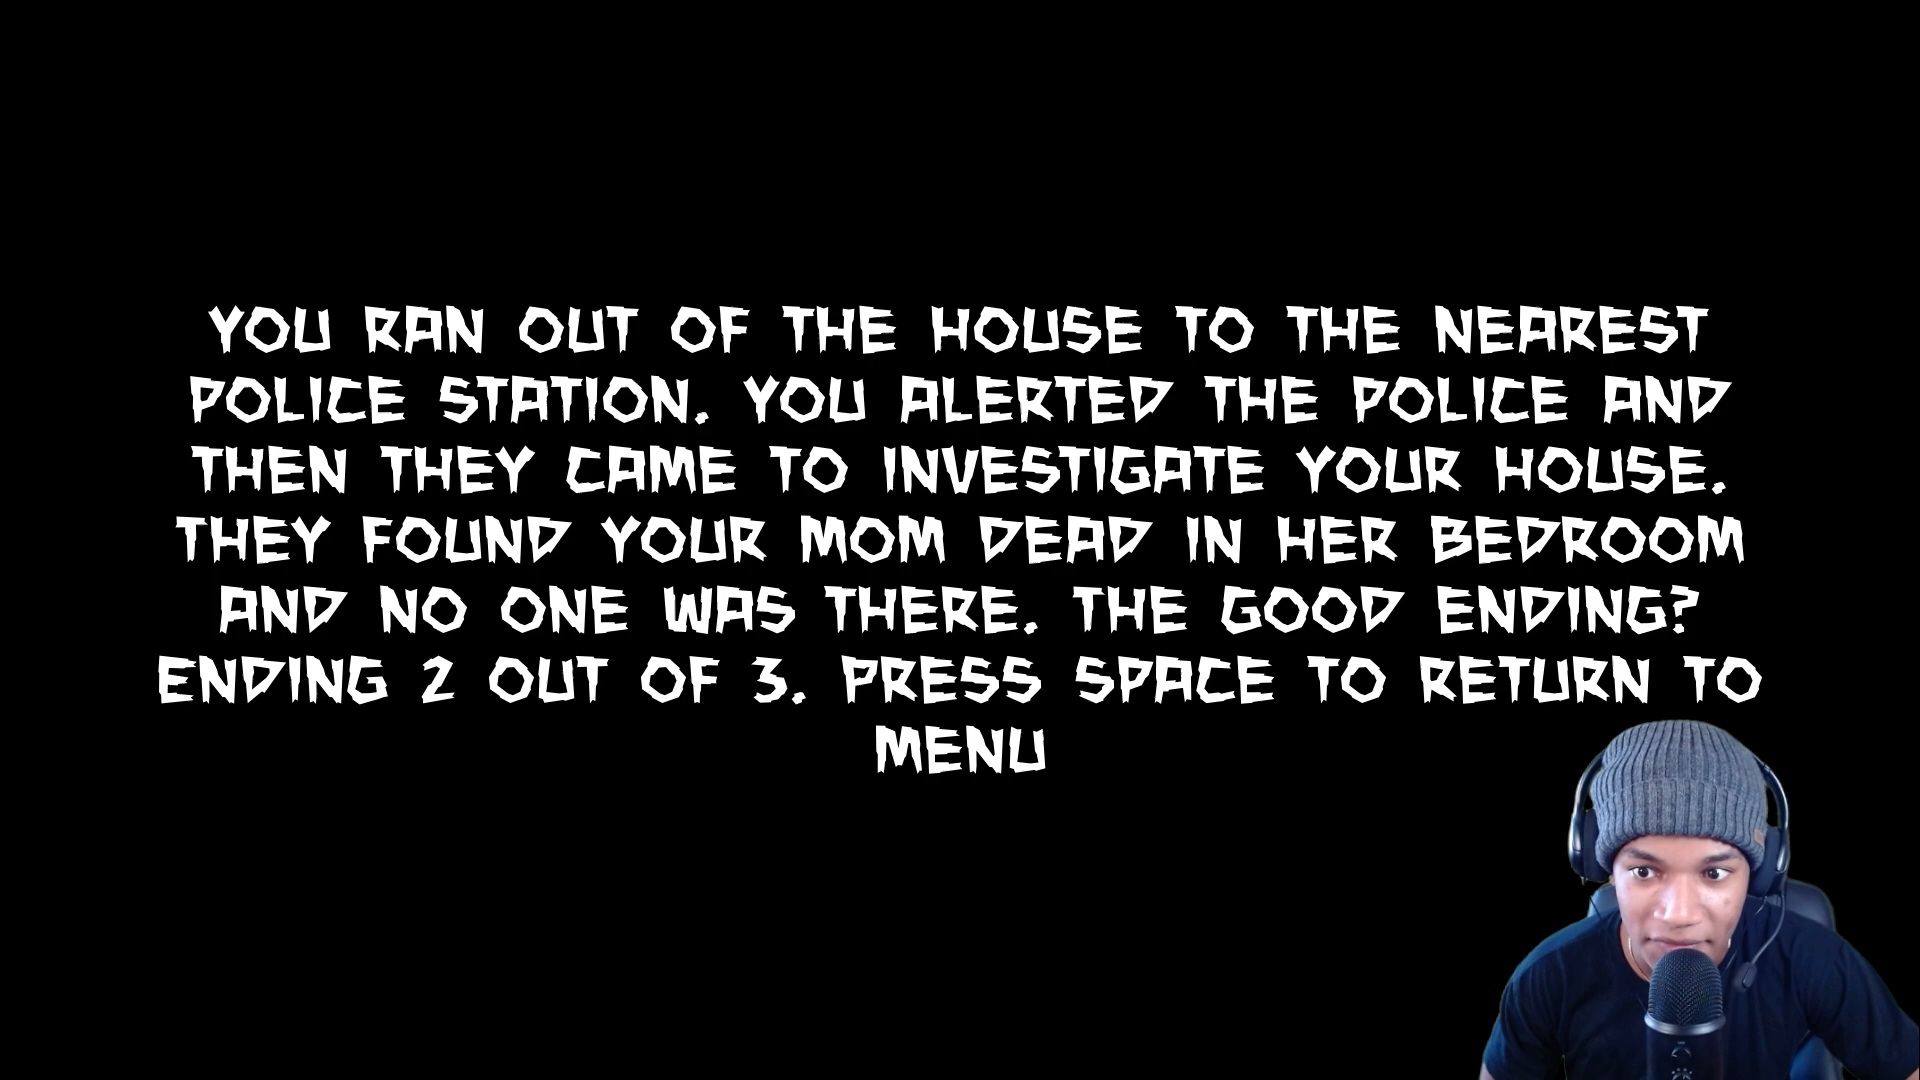 YOU RAN OUT OF THE HOUSE TO THE NEAREST
POLICE STATION. YOU ALERTED THE POLICE AND
THEN THEY CAME TO INVESTIGATE YOUR HOUSE.
THEY FOUND YOUR MOM DEAD IN HER BEDROOM
AND NO ONE WAS THERE. THE GOOD ENDING?
ENDING 2 OUT OF 3. PRESS SPACE TO RETURN TO
MENU